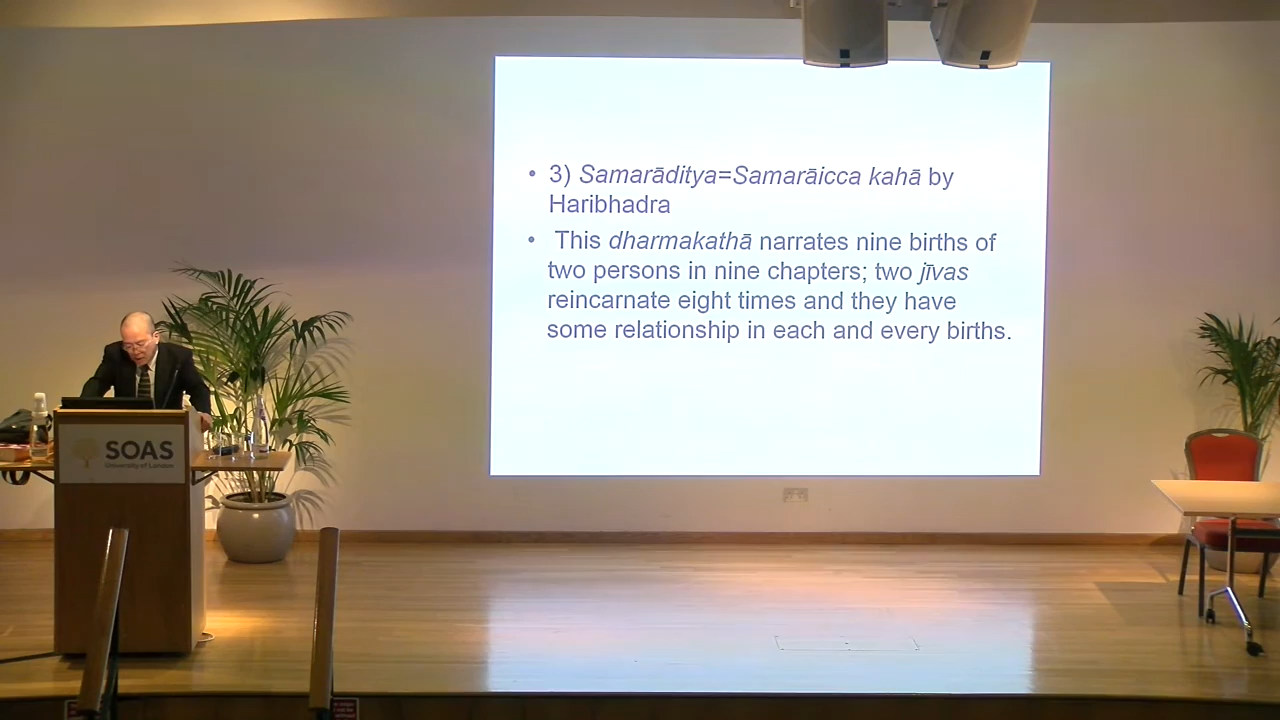 • 3) Samarāditya=Samarāicca kahā by
Haribhadra
• This dharmakathā narrates nine births of
two persons in nine chapters; two jīvas
reincarnate eight times and they have
some relationship in each and every births.
SOAS
University of London